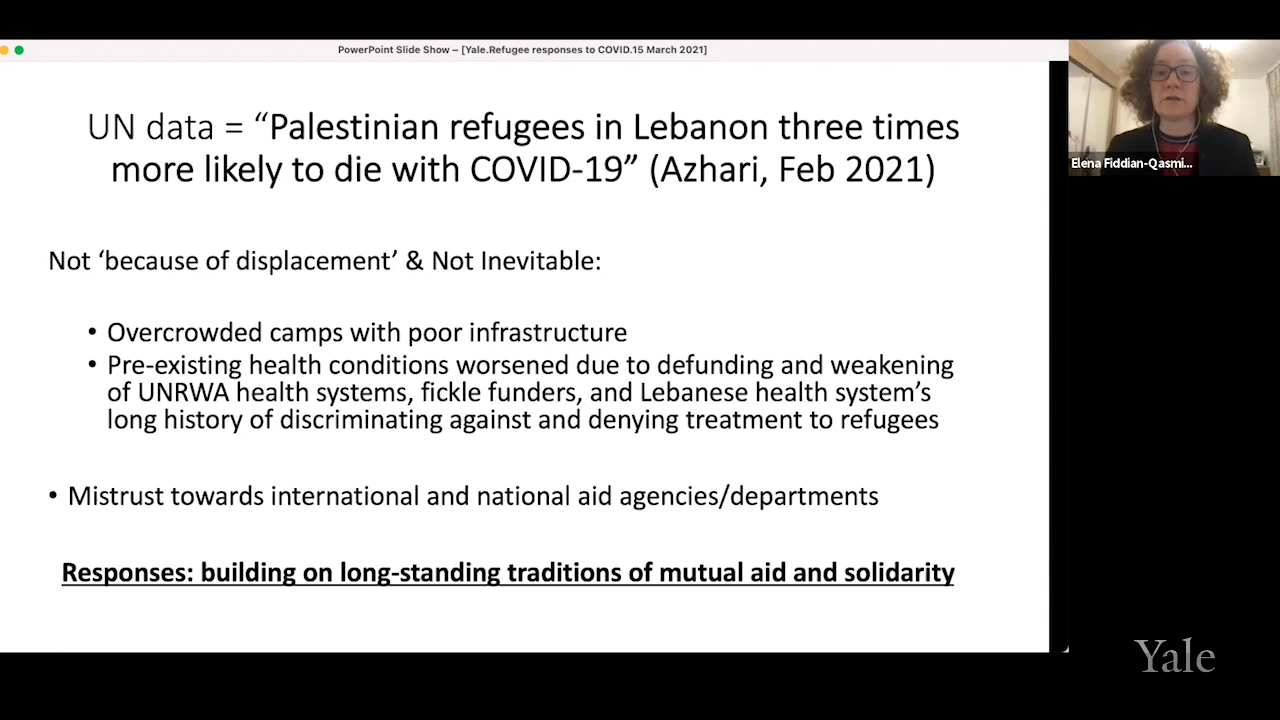 PowerPoint Slide Show – [Yale.Refugee responses to COVID.15 March 2021]
UN data = “Palestinian refugees in Lebanon three times
more likely to die with COVID-19” (Azhari, Feb 2021)
Not ‘because of displacement’ & Not Inevitable:
• Overcrowded camps with poor infrastructure
• Pre-existing health conditions worsened due to defunding and weakening
of UNRWA health systems, fickle funders, and Lebanese health system’s
long history of discriminating against and denying treatment to refugees
• Mistrust towards international and national aid agencies/departments
Responses: building on long-standing traditions of mutual aid and solidarity
Elena Fiddian-Qasmi...
Yale